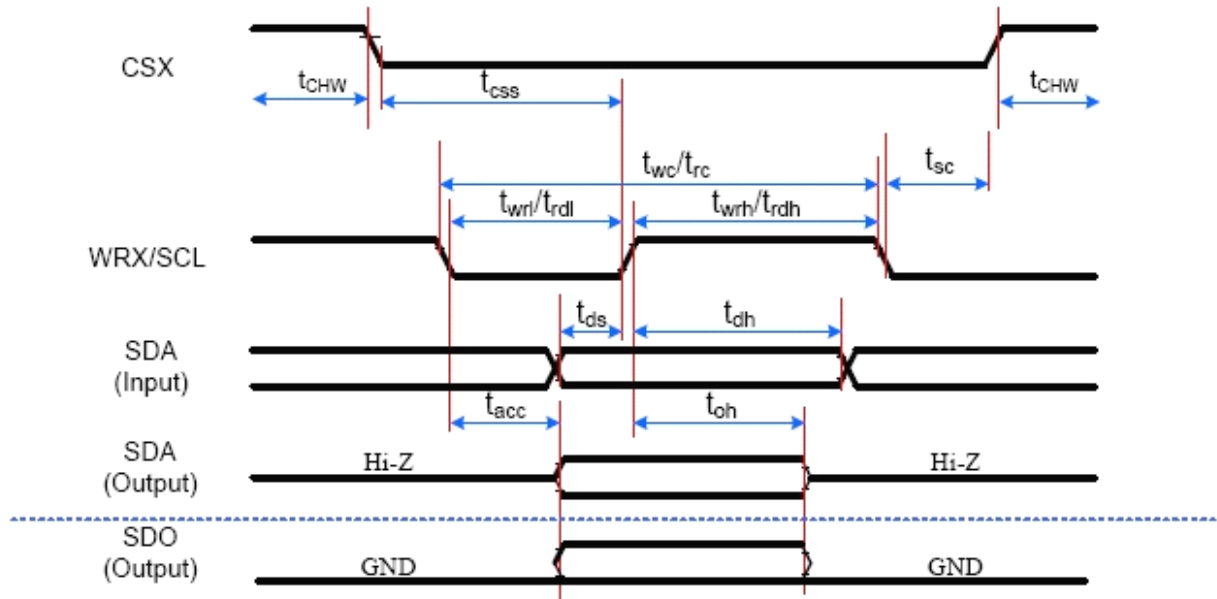 CSX
tCHW
tcss
tCHW
twc/trc
tsc
twrl/trdl
twrh/trdh
WRX/SCL
tds
tdh
SDA
(Input)
tacc
toh
SDA
(Output)
Hi-Z
Hi-Z
SDO
(Output)
GND
GND